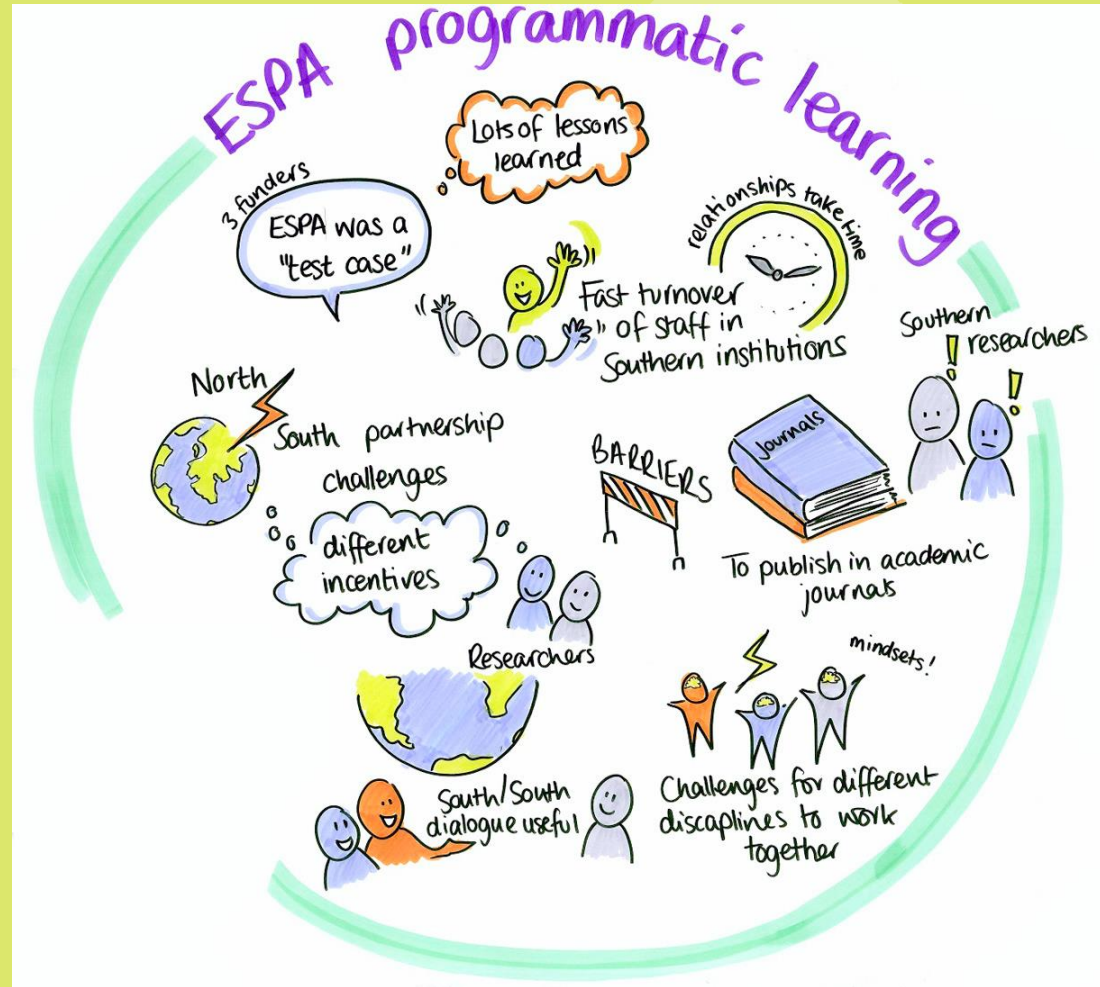 ESPA programmatic learning
Lots of lessons
learned
3 funders
ESPA was a
"test case"
relationships take time
Fast turnover
of staff in
Southern institutions
Southern
researchers
North
South partnership
challenges
different
incentives
Researchers
BARRIERS
Journals
To publish in academic
journals
mindsets!
South/South
dialogue useful
Challenges for different
discaplines to work
together